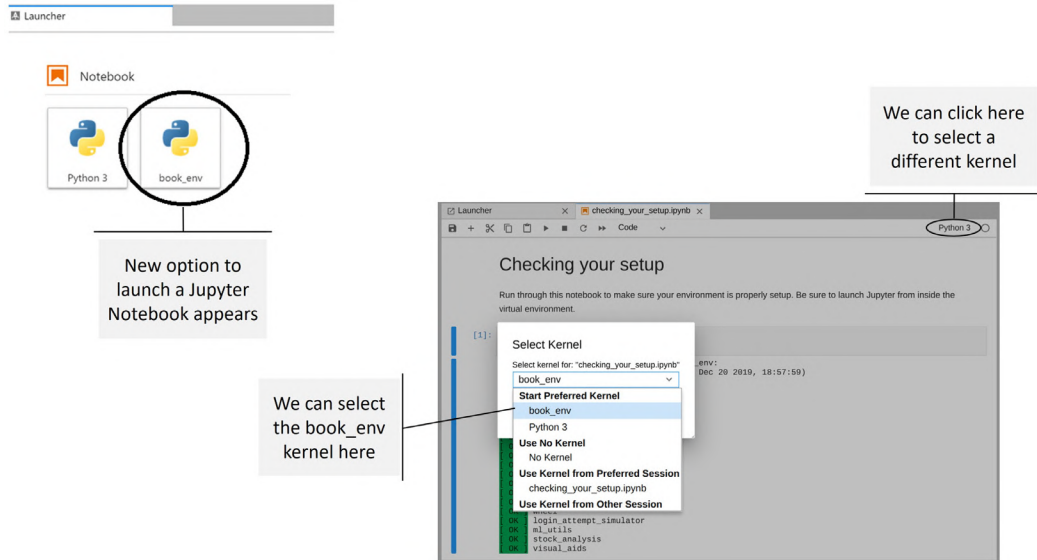 Launcher
Notebook
Python 3
book_env
New option to
launch a Jupyter
Notebook appears
We can click here
to select a
different kernel
Launcher
checking_your_setup.ipynb
Code
Python 3
Checking your setup
Run through this notebook to make sure your environment is properly setup. Be sure to launch Jupyter from inside the
virtual environment.
[1]:
Select Kernel
Select kernel for: "checking_your_setup.ipynb"
book_env
Start Preferred Kernel
book_env
Python 3
Use No Kernel
No Kernel
Use Kernel from Preferred Session
checking_your_setup.ipynb
Use Kernel from Other Session
_env:
Dec 20 2019, 18:57:59)
We can select
the book_env
kernel here
OK login_attempt_simulator
OK ml_utils
OK stock_analysis
OK visual_aids